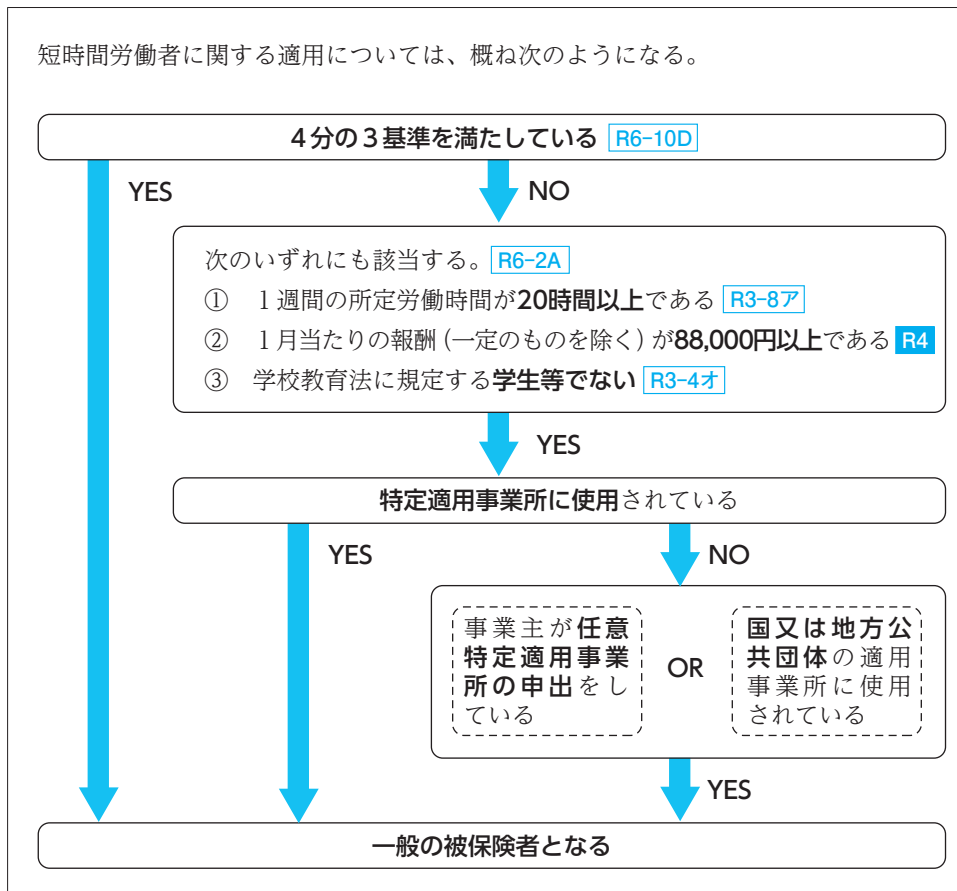 短時間労働者に関する適用については、概ね次のようになる。
4分の3基準を満たしている R6-10D
YES
NO
次のいずれにも該当する。R6-2A
① 1週間の所定労働時間が20時間以上である R3-8ア
② 1月当たりの報酬(一定のものを除く)が88,000円以上である R4
③ 学校教育法に規定する学生等でない R3-4オ
YES
特定適用事業所に使用されている
YES
NO
事業主が任意
特定適用事業
所の申出をし
ている
OR
国又は地方公
共団体の適用
事業所に使用
されている
YES
一般の被保険者となる